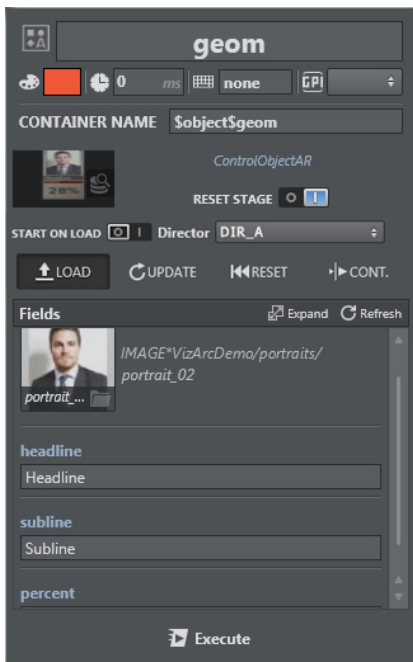 geom
0 ms none GPI
CONTAINER NAME $object$geom
28%
ControlObjectAR
RESET STAGE
START ON LOAD Director DIR_A
LOAD UPDATE RESET CONT.
Fields Expand Refresh
IMAGE*VizArcDemo/portraits/
portrait_02
portrait_...
headline
Headline
subline
Subline
percent
Execute